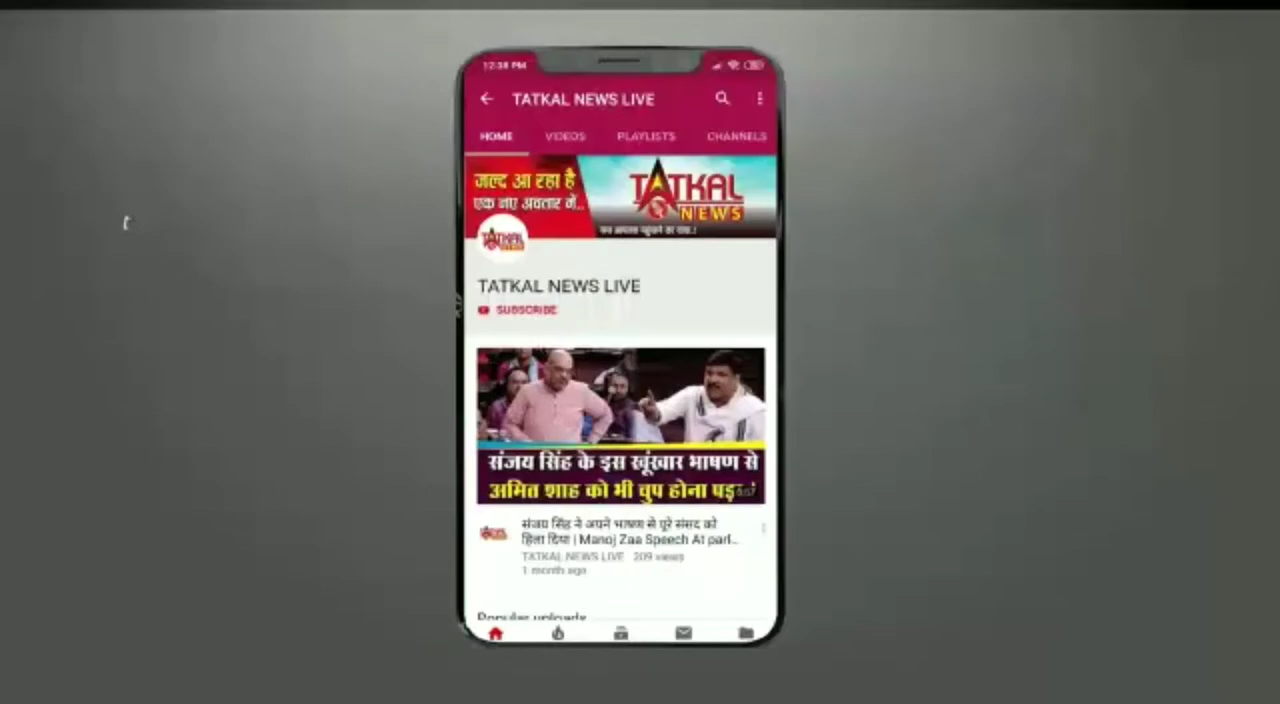 t
12:38 PM
TATKAL NEWS LIVE
HOME VIDEOS PLAYLISTS CHANNELS
जल्द आ रहा है
एक नए अवतार में..
TATKAL
NEWS
TATKAL
TATKAL NEWS LIVE
SUBSCRIBE
संजय सिंह के इस खूंखार भाषण से
अमित शाह को भी चुप होना पड़
संजय सिंह ने अपने भाषण से पूरे संसद को
हिला दिया | Manoj Zaa Speech At parl...
TATKAL NEWS LIVE 209 views
1 month ago
Popular uploads